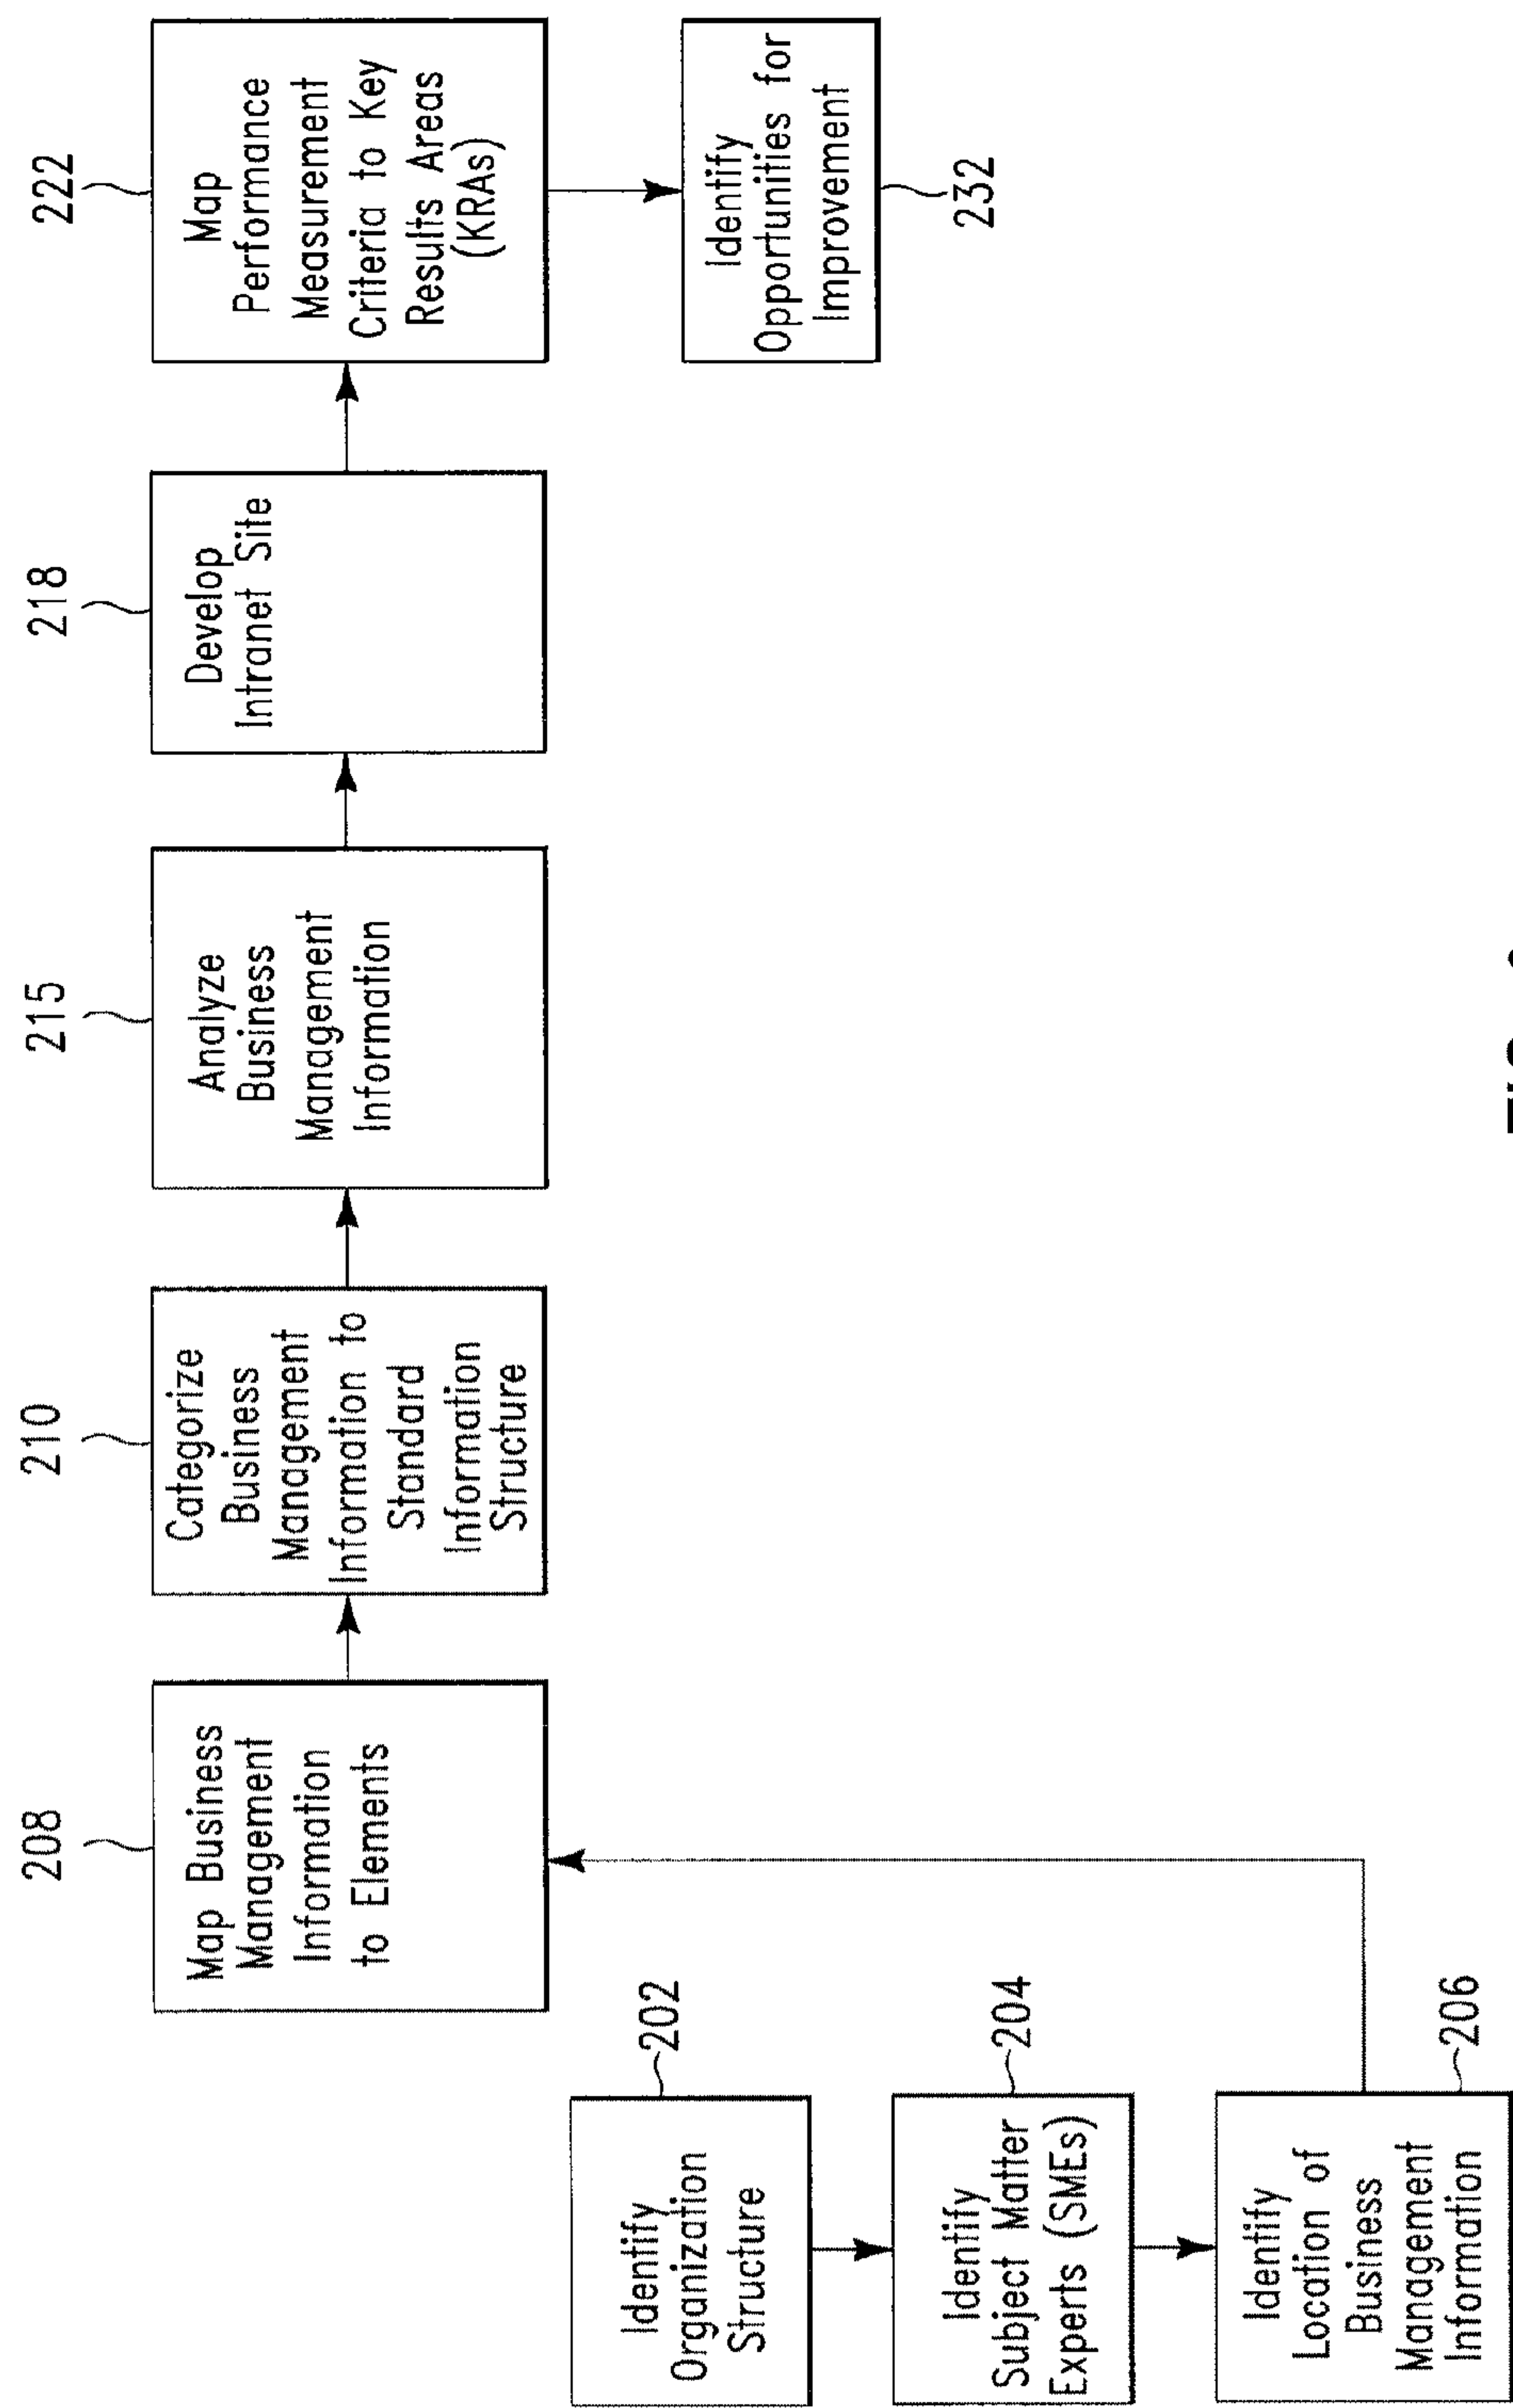 202
Identify
Organization
Structure
204
Identify
Subject Matter
Experts (SMEs)
206
Identify
Location of
Business
Management
Information
208
Map Business
Management
Information
to Elements
210
Categorize
Business
Management
Information to
Standard
Information
Structure
215
Analyze
Business
Management
Information
218
Develop
Intranet Site
222
Map
Performance
Measurement
Criteria to Key
Results Areas
(KRAs)
Identify
Opportunities for
Improvement
232